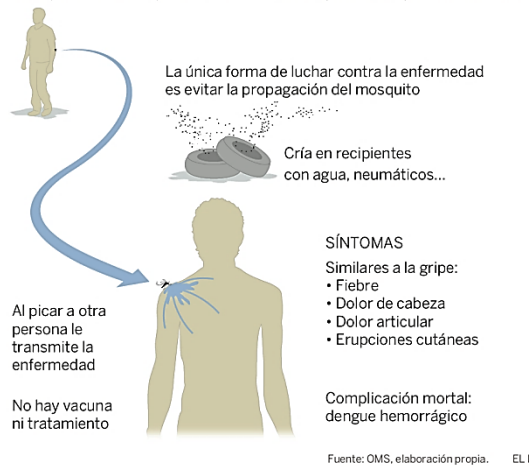 La única forma de luchar contra la enfermedad
es evitar la propagación del mosquito
Cría en recipientes
con agua, neumáticos...
SÍNTOMAS
Similares a la gripe:
• Fiebre
• Dolor de cabeza
• Dolor articular
• Erupciones cutáneas
Al picar a otra
persona le
transmite la
enfermedad
No hay vacuna
ni tratamiento
Complicación mortal:
dengue hemorrágico
Fuente: OMS, elaboración propia.
EL